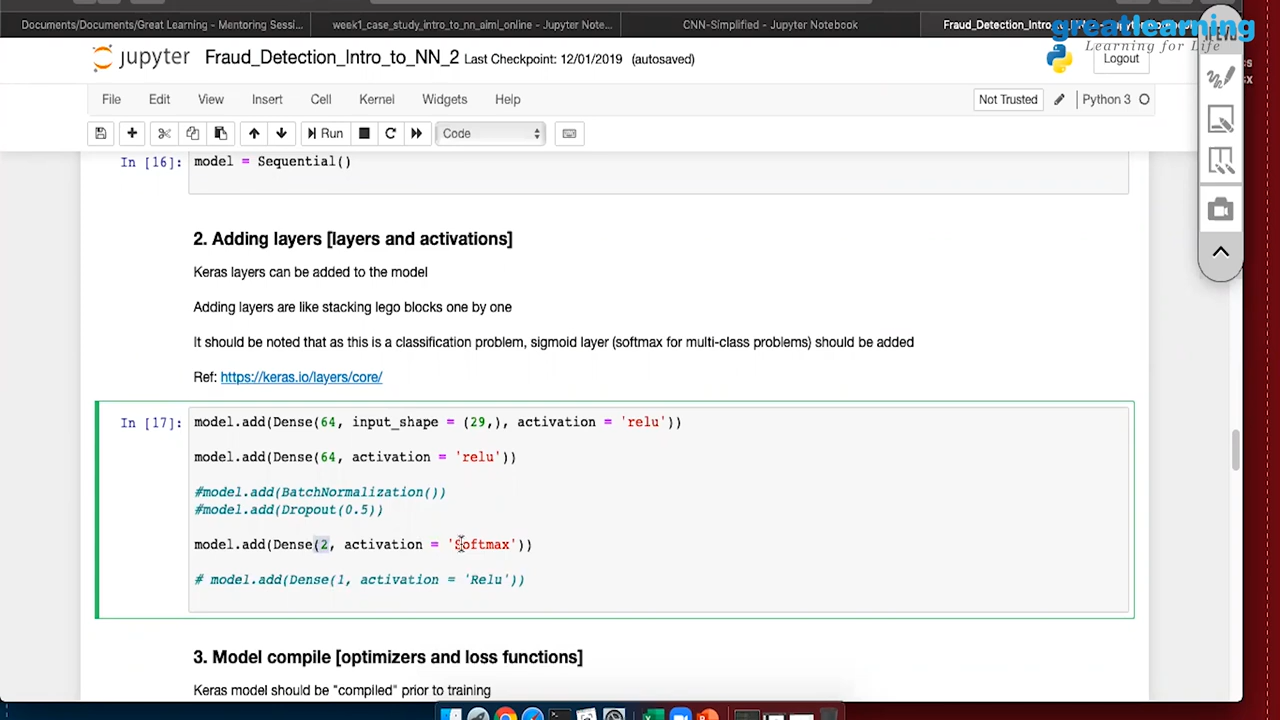 Documents/Documents/Great Learning - Mentoring Sessi...
week1_case_study_intro_to_nn_aiml_online - Jupyter Note...
CNN-Simplified - Jupyter Notebook
Fraud_Detection_Intro_
greatlearning
Learning for Life
jupyter Fraud_Detection_Intro_to_NN_2 Last Checkpoint: 12/01/2019 (autosaved)
Logout
File Edit View Insert Cell Kernel Widgets Help
Not Trusted
Python 3
Run
Code
In [16]: model = Sequential()
2. Adding layers [layers and activations]
Keras layers can be added to the model
Adding layers are like stacking lego blocks one by one
It should be noted that as this is a classification problem, sigmoid layer (softmax for multi-class problems) should be added
Ref: https://keras.io/layers/core/
In [17]: model.add(Dense(64, input_shape = (29,), activation = 'relu'))
model.add(Dense(64, activation = 'relu'))
#model.add(BatchNormalization())
#model.add(Dropout(0.5))
model.add(Dense(2, activation = 'Softmax'))
# model.add(Dense(1, activation = 'Relu'))
3. Model compile [optimizers and loss functions]
Keras model should be "compiled" prior to training